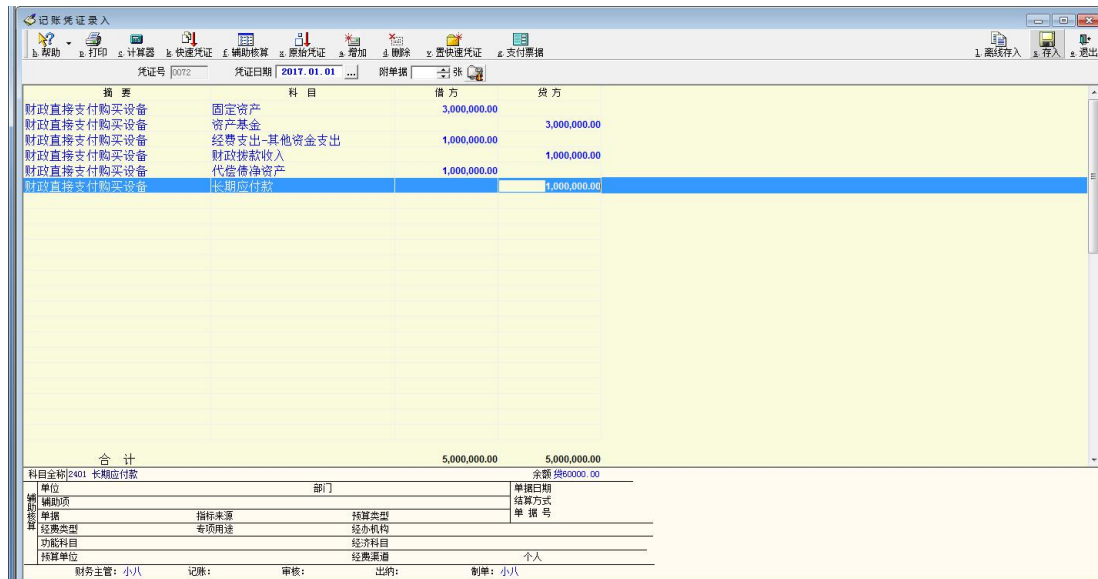 记账凭证录入
h.帮助 p.打印 c.计算器 k.快速凭证 f.辅助核算 x.原始凭证 a.增加 d.删除 v.置快速凭证 g.支付票据 l.离线存入 s.存入 e.退出
凭证号 0072 凭证日期 2017.01.01 ... 附单据 张
摘 要 科 目 借 方 贷 方
财政直接支付购买设备 固定资产 3,000,000.00
财政直接支付购买设备 资产基金 3,000,000.00
财政直接支付购买设备 经费支出-其他资金支出 1,000,000.00
财政直接支付购买设备 财政拨款收入 1,000,000.00
财政直接支付购买设备 代偿债净资产 1,000,000.00
财政直接支付购买设备 长期应付款 1,000,000.00
合 计 5,000,000.00 5,000,000.00
科目全称 2401 长期应付款 余额 贷60000.00
辅助核算
单位 部门 单据日期
辅助项 结算方式
单据 指标来源 预算类型 单 据 号
经费类型 专项用途 经办机构
功能科目 经济科目
预算单位 经费渠道 个人
财务主管: 小八 记账: 审核: 出纳: 制单: 小八